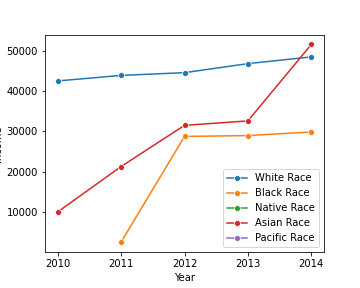 50000
40000
30000
20000
10000
2010 2011 2012 2013 2014
Year
White Race
Black Race
Native Race
Asian Race
Pacific Race